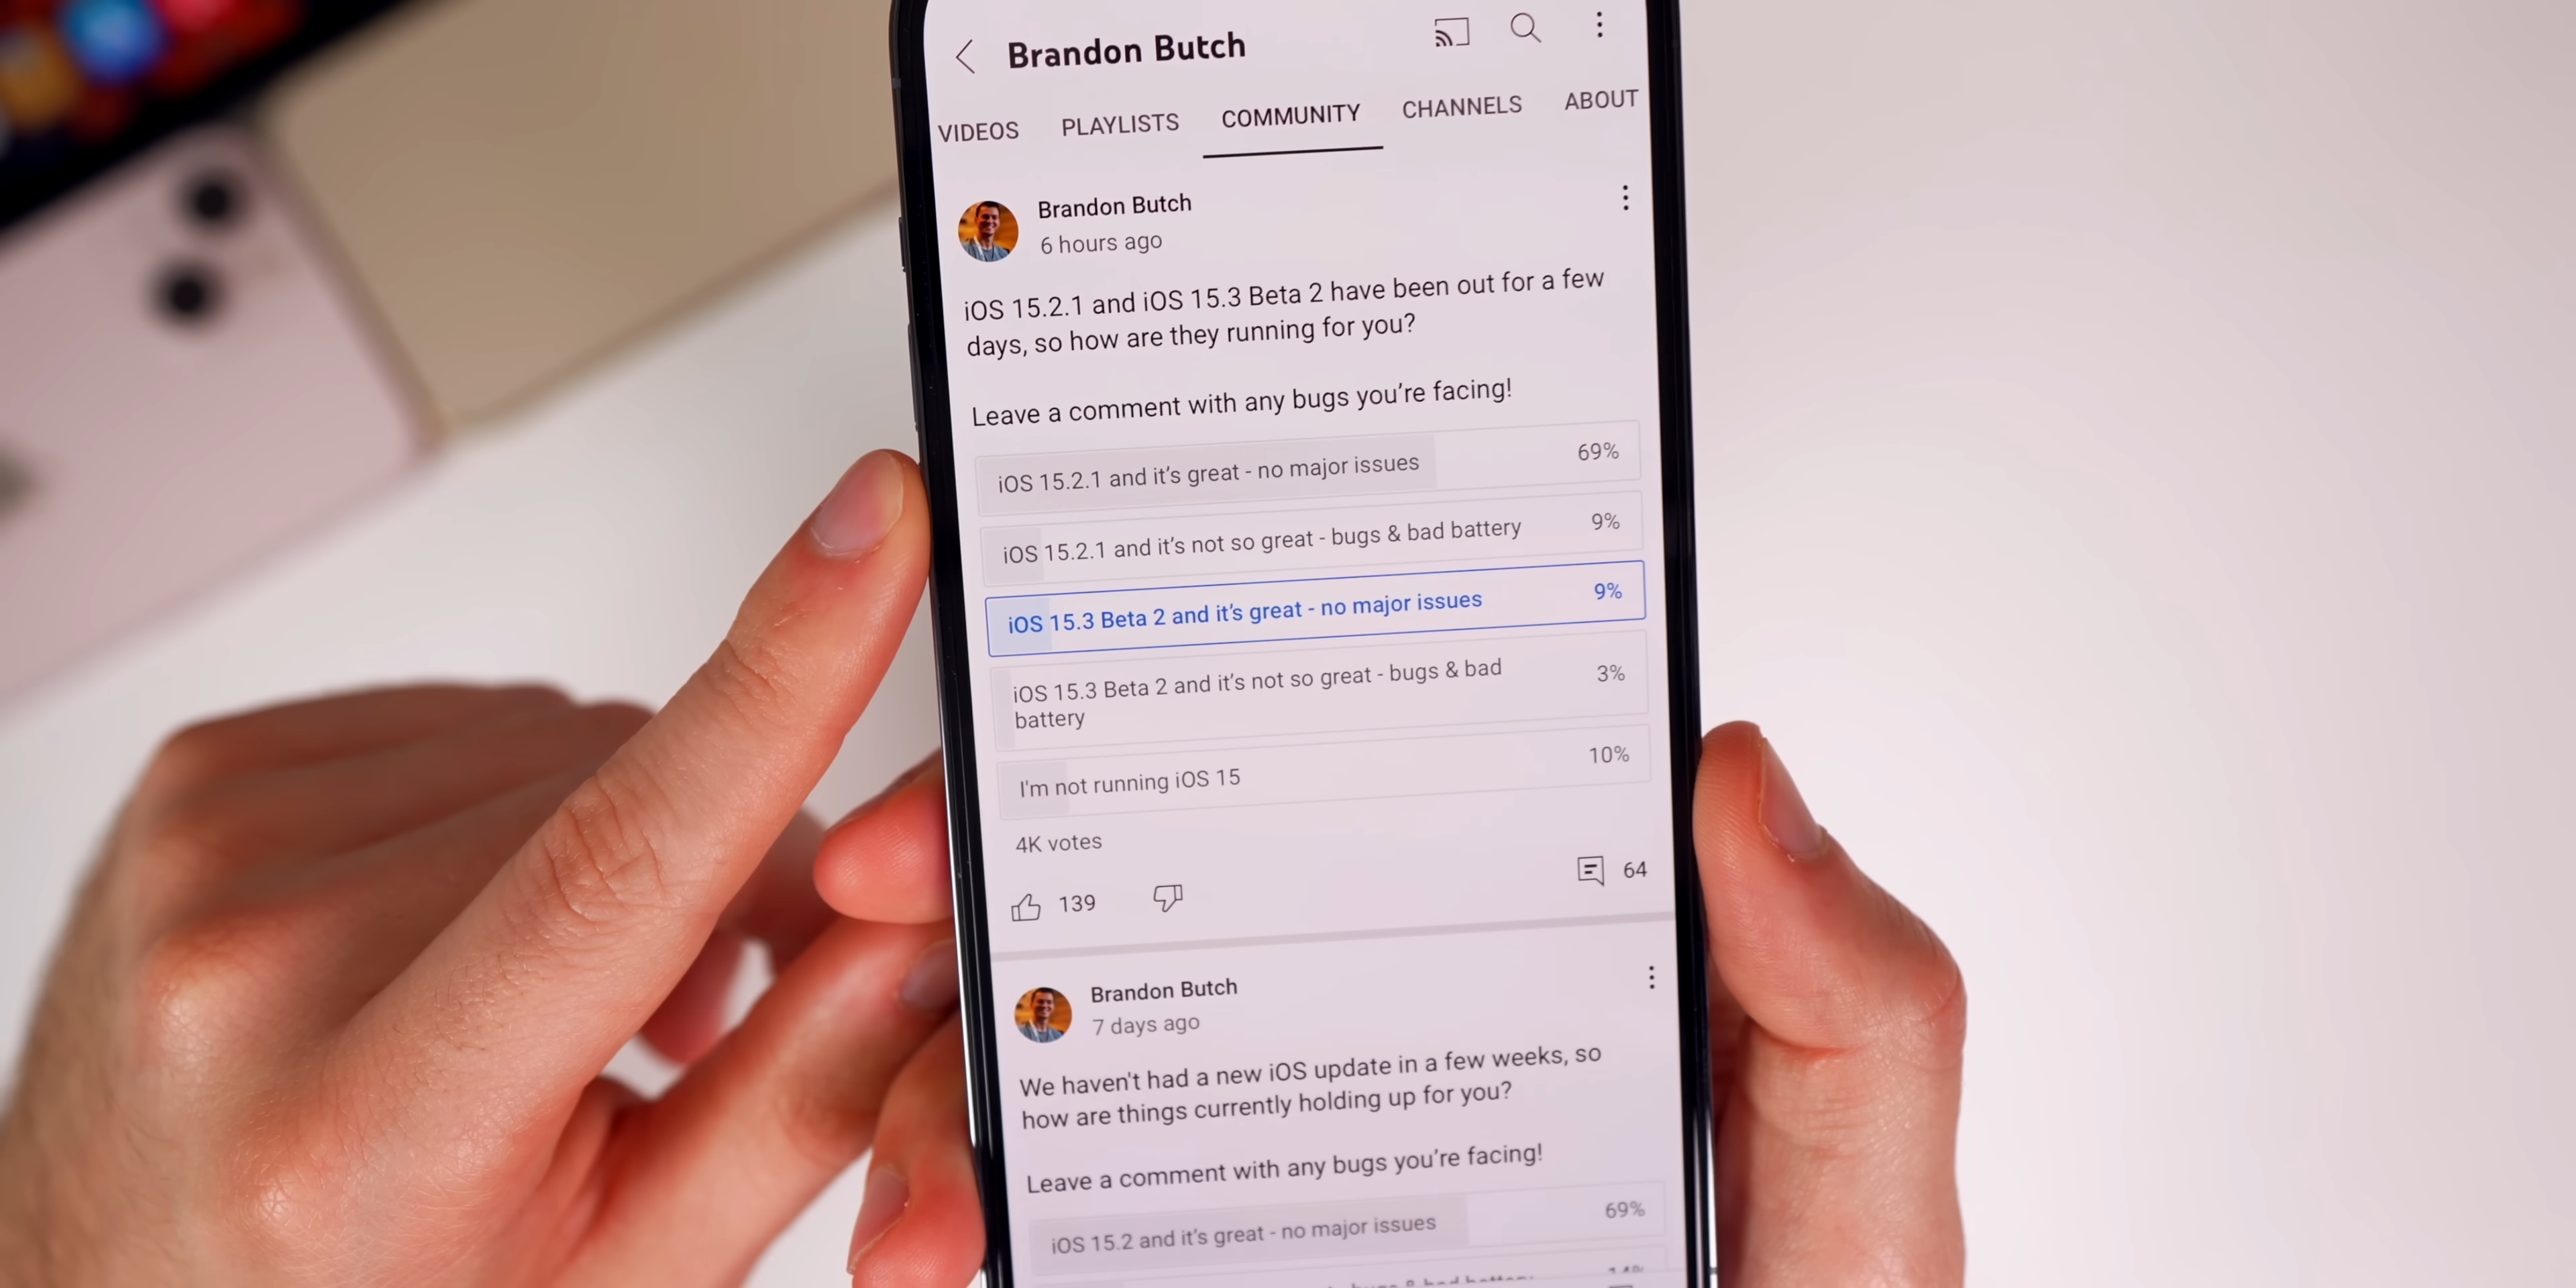 Brandon Butch
VIDEOS PLAYLISTS COMMUNITY CHANNELS ABOUT
Brandon Butch
6 hours ago
iOS 15.2.1 and iOS 15.3 Beta 2 have been out for a few
days, so how are they running for you?
Leave a comment with any bugs you’re facing!
iOS 15.2.1 and it’s great - no major issues 69%
iOS 15.2.1 and it’s not so great - bugs & bad battery 9%
iOS 15.3 Beta 2 and it’s great - no major issues 9%
iOS 15.3 Beta 2 and it’s not so great - bugs & bad
battery 3%
I'm not running iOS 15 10%
4K votes
139 64
Brandon Butch
7 days ago
We haven't had a new iOS update in a few weeks, so
how are things currently holding up for you?
Leave a comment with any bugs you’re facing!
iOS 15.2 and it’s great - no major issues 69%